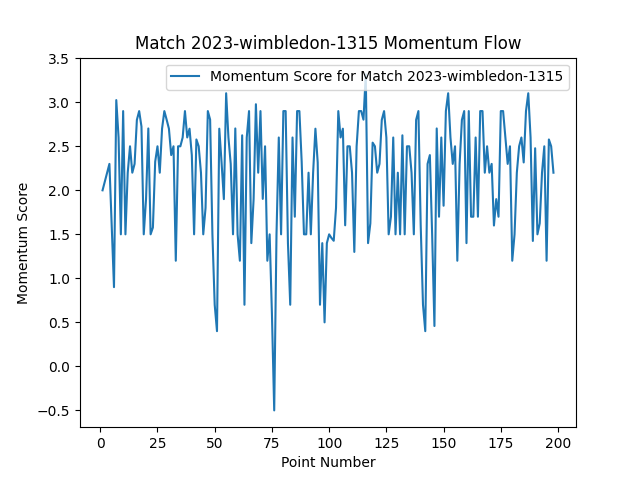 Match 2023-wimbledon-1315 Momentum Flow
Momentum Score for Match 2023-wimbledon-1315
3.5
3.0
2.5
2.0
1.5
1.0
0.5
0.0
−0.5
Momentum Score
0 25 50 75 100 125 150 175 200
Point Number